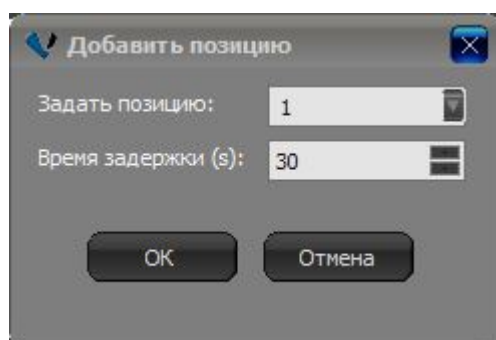 Добавить позицию
Задать позицию: 1
Время задержки (s): 30
OK Отмена